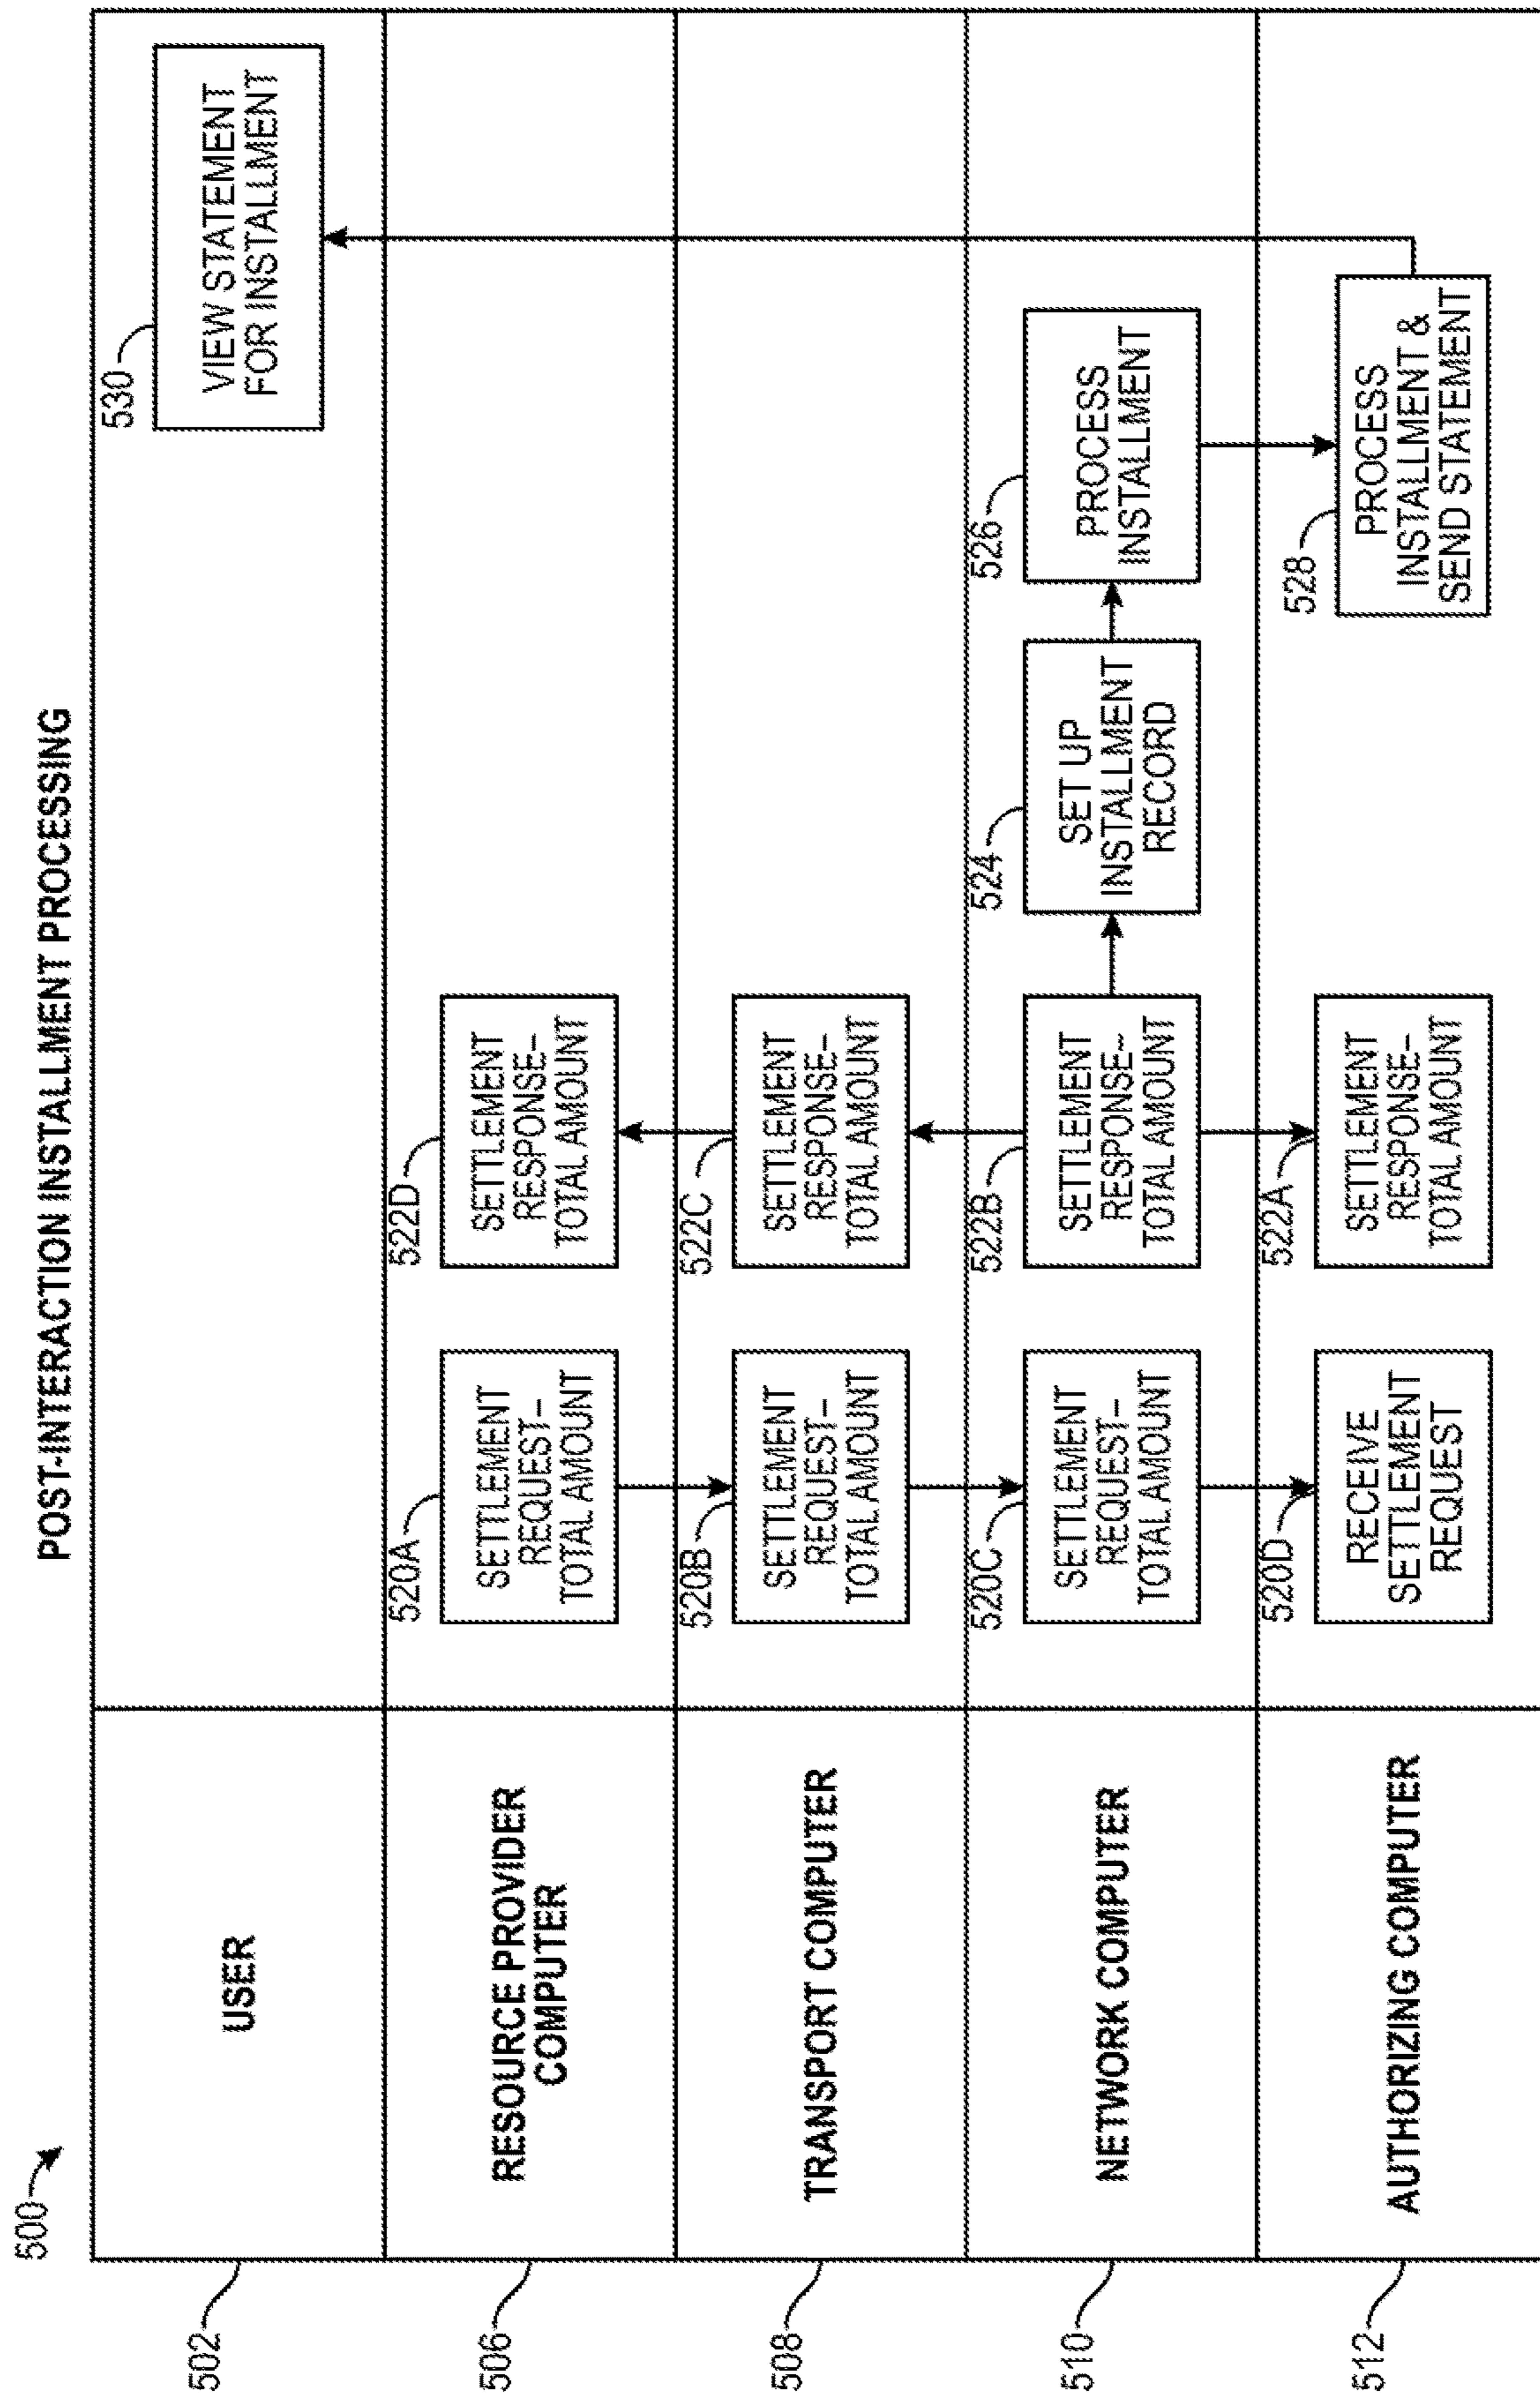 POST-INTERACTION INSTALLMENT PROCESSING
500
502
USER
530
VIEW STATEMENT
FOR INSTALLMENT
506
RESOURCE PROVIDER
COMPUTER
520A
SETTLEMENT
REQUEST–
TOTAL AMOUNT
522D
SETTLEMENT
RESPONSE–
TOTAL AMOUNT
508
TRANSPORT COMPUTER
520B
SETTLEMENT
REQUEST–
TOTAL AMOUNT
522C
SETTLEMENT
RESPONSE–
TOTAL AMOUNT
510
NETWORK COMPUTER
520C
SETTLEMENT
REQUEST–
TOTAL AMOUNT
522B
SETTLEMENT
RESPONSE–
TOTAL AMOUNT
524
SET UP
INSTALLMENT
RECORD
526
PROCESS
INSTALLMENT
512
AUTHORIZING COMPUTER
520D
RECEIVE
SETTLEMENT
REQUEST
522A
SETTLEMENT
RESPONSE–
TOTAL AMOUNT
528
PROCESS
INSTALLMENT &
SEND STATEMENT